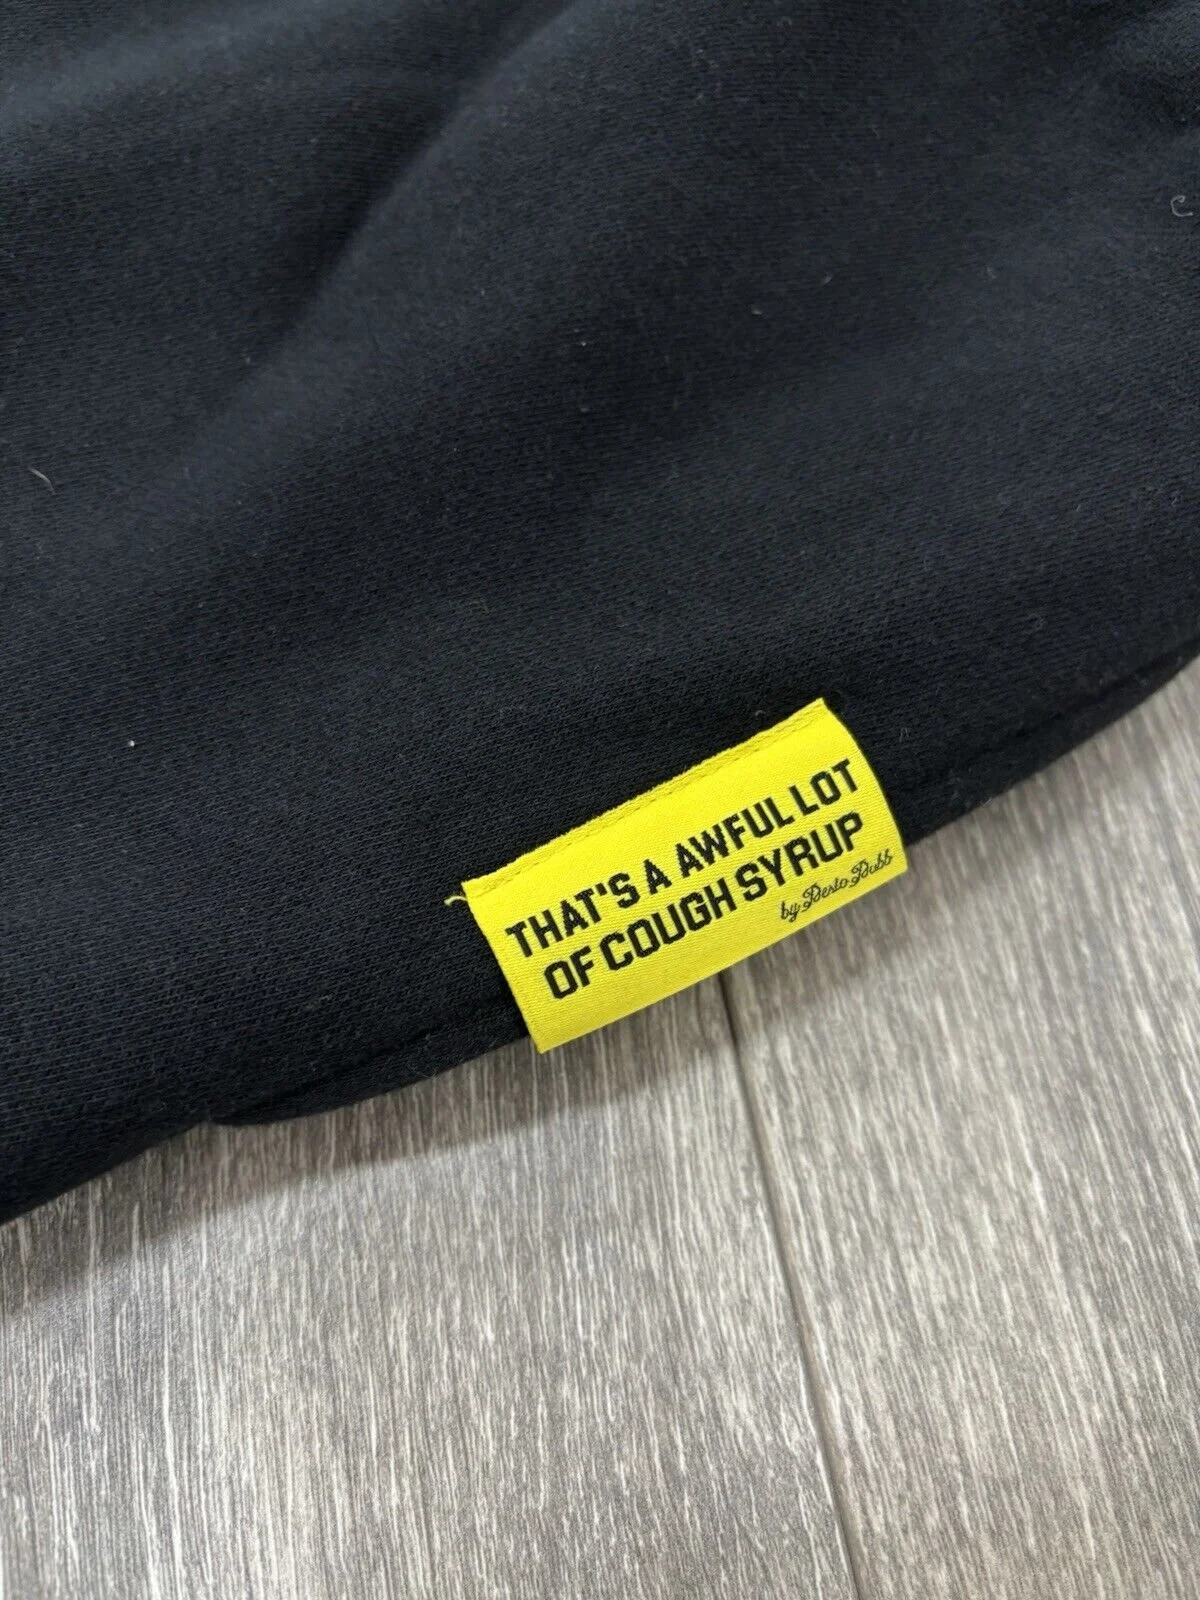 THAT'S A AWFUL LOT
OF COUGH SYRUP
by Desto Dubb